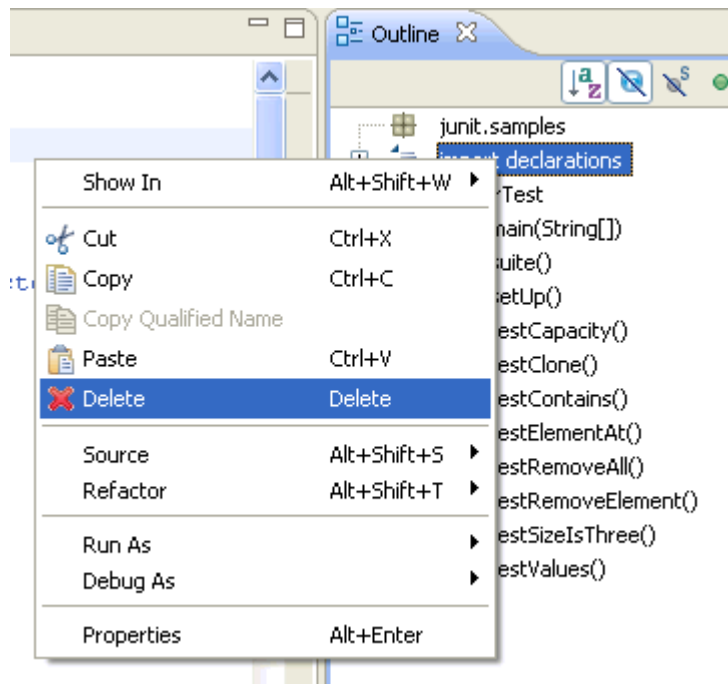 Outline
junit.samples
import declarations
Show In Alt+Shift+W
Test
Cut Ctrl+X
main(String[])
suite()
Copy Ctrl+C
setUp()
Copy Qualified Name
estCapacity()
Paste Ctrl+V
estClone()
Delete Delete
estContains()
estElementAt()
Source Alt+Shift+S
estRemoveAll()
Refactor Alt+Shift+T
estRemoveElement()
Run As
estSizeIsThree()
Debug As
estValues()
Properties Alt+Enter